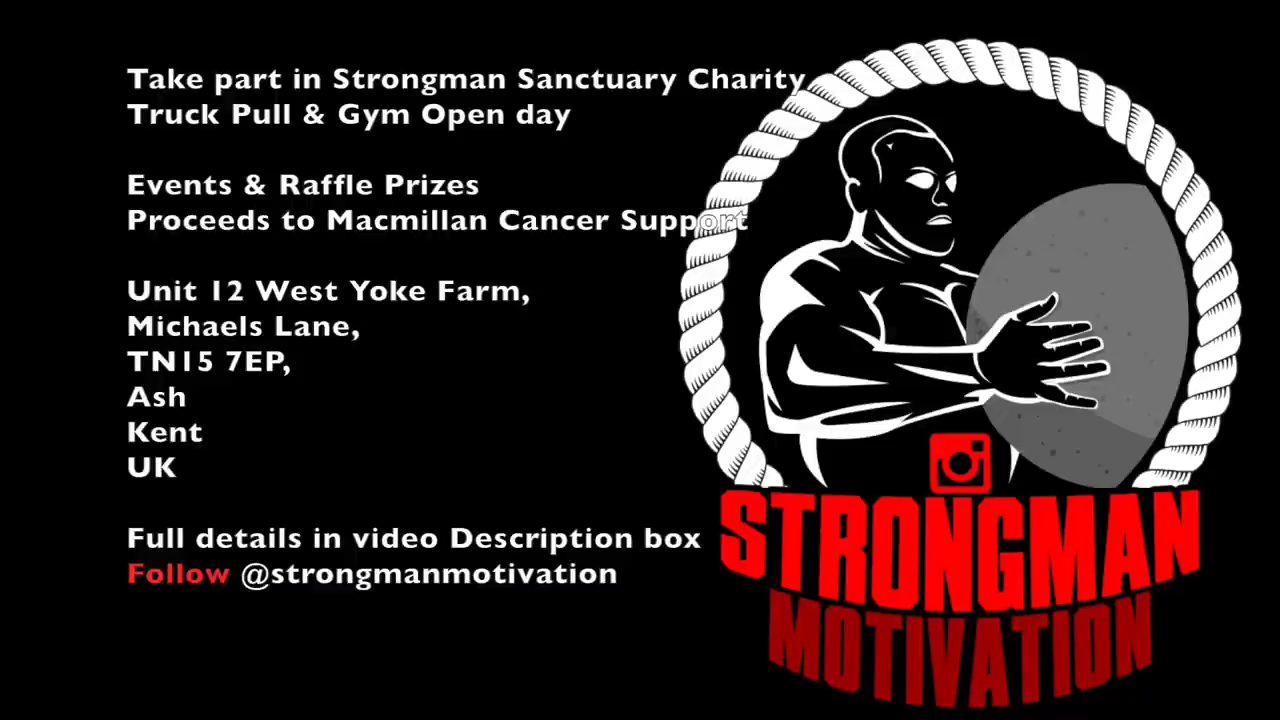 Take part in Strongman Sanctuary Charity
Truck Pull & Gym Open day
Events & Raffle Prizes
Proceeds to Macmillan Cancer Support
Unit 12 West Yoke Farm,
Michaels Lane,
TN15 7EP,
Ash
Kent
UK
Full details in video Description box
Follow @strongmanmotivation
STRONGMAN
MOTIVATION